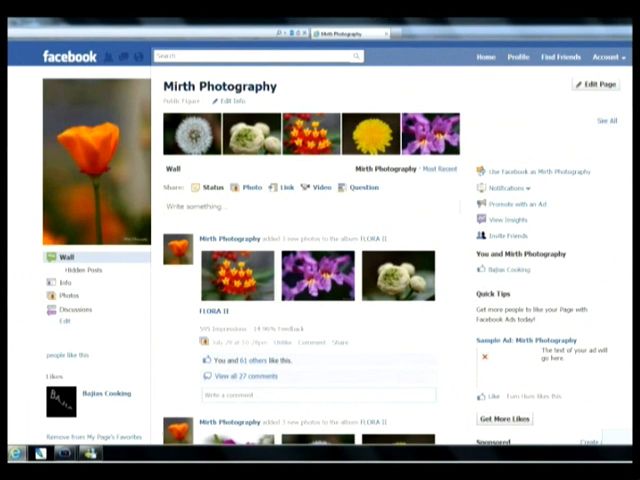 Mirth Photography
facebook
Search
Home Profile Find Friends Account
Mirth Photography
Public Figure Edit Info
Edit Page
See All
Wall
Mirth Photography · Most Recent
Share: Status Photo Link Video Question
Write something...
Use Facebook as Mirth Photography
Notifications
Promote with an Ad
View Insights
Invite Friends
You and Mirth Photography
Bajias Cooking
Quick Tips
Get more people to like your Page with
Facebook Ads today!
Sample Ad: Mirth Photography
The text of your ad will
go here.
Like
Get More Likes
Sponsored
Create
Wall
Hidden Posts
Info
Photos
Discussions
Edit
people like this
Likes
Bajias Cooking
Remove from My Page's Favorites
Mirth Photography added 3 new photos to the album FLORA II
FLORA II
Impressions · Feedback
Unlike · Comment · Share
You and 61 others like this.
View all 27 comments
Write a comment...
Mirth Photography added 3 new photos to the album FLORA II